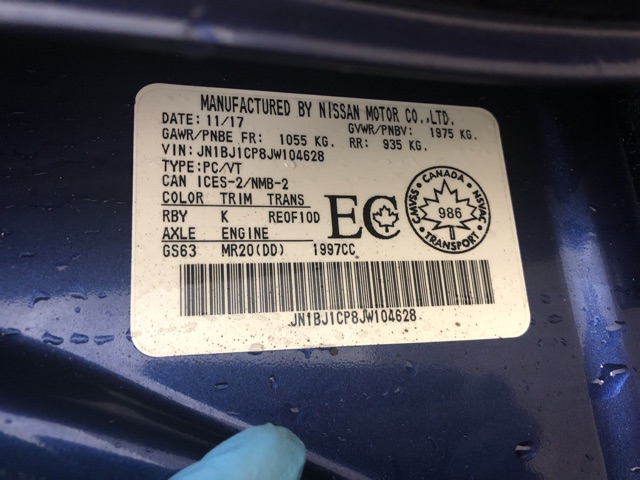 MANUFACTURED BY NISSAN MOTOR CO.,LTD.
DATE: 11/17 GVWR/PNBV: 1975 KG.
GAWR/PNBE FR: 1055 KG. RR: 935 KG.
VIN: JN1BJ1CP8JW104628
TYPE: PC/VT
CAN ICES-2/NMB-2
COLOR TRIM TRANS
RBY K RE0F10D
AXLE ENGINE
GS63 MR20(DD) 1997CC
EC
CANADA
CMVSS 986 NSVAC
TRANSPORT
JN1BJ1CP8JW104628